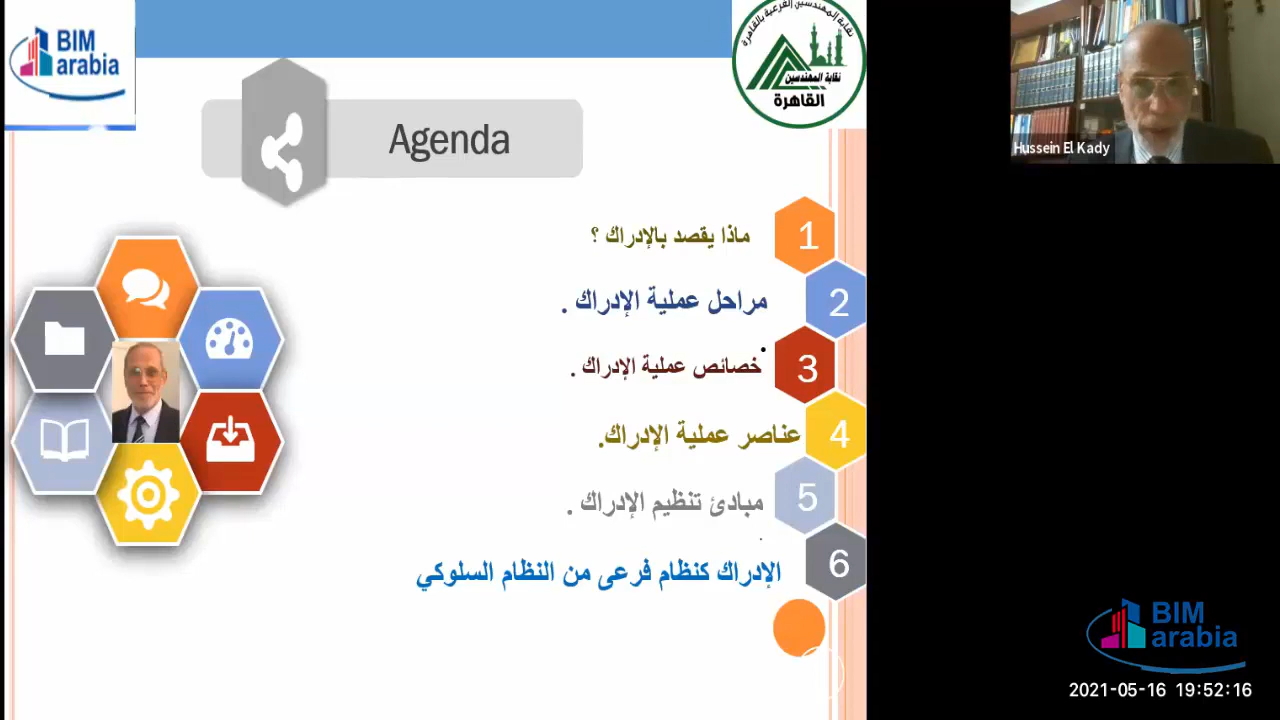 BIM
arabia
نقابة المهندسين الفرعية بالقاهرة
نقابة المهندسين
القاهرة
Hussein El Kady
Agenda
1
ماذا يقصد بالإدراك ؟
2
مراحل عملية الإدراك .
3
خصائص عملية الإدراك .
4
عناصر عملية الإدراك.
5
مبادئ تنظيم الإدراك .
6
الإدراك كنظام فرعى من النظام السلوكي
BIM
arabia
2021-05-16 19:52:16